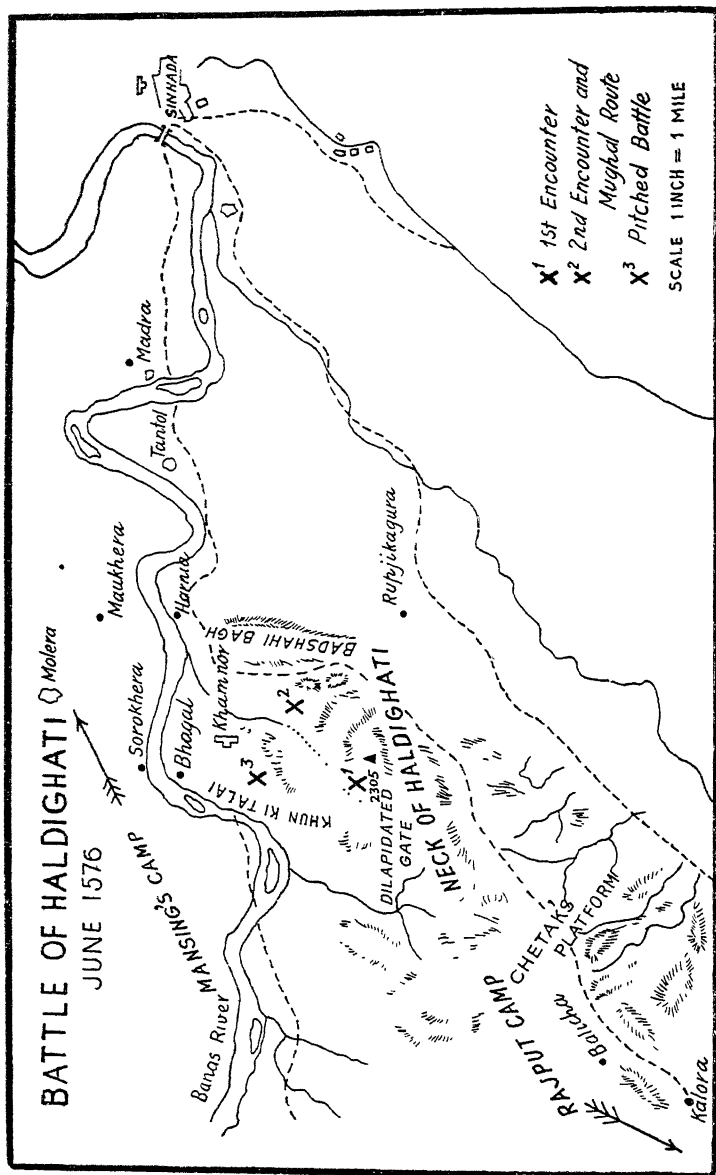 BATTLE OF HALDIGHATI
JUNE 1576
Molera
Maukhera
Sorokhera
Madra
Tantol
SINHADA
MANSING'S CAMP
Banas River
Bhagal
Harnia
Khamnor
KHUN KI TALAI
BADSHAHI BAGH
X³
X²
X¹
2305
DILAPIDATED
GATE
NECK OF HALDIGHATI
Rupjikagura
RAJPUT CAMP
CHETAK'S
PLATFORM
Balicha
Kalora
X¹ 1st Encounter
X² 2nd Encounter and
Mughal Route
X³ Pitched Battle
SCALE 1 INCH = 1 MILE